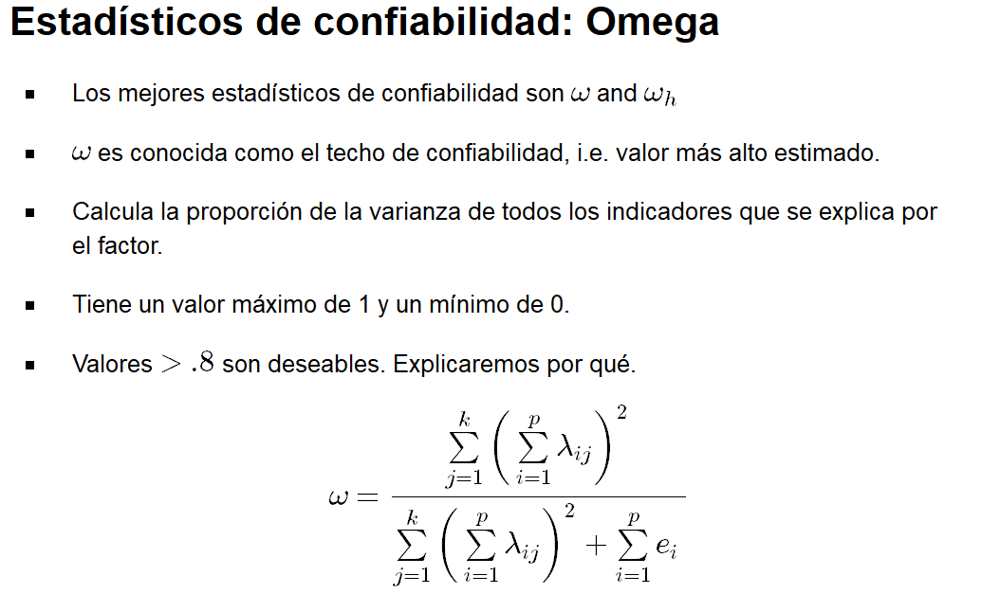 Estadísticos de confiabilidad: Omega
▪ Los mejores estadísticos de confiabilidad son ω and ωₕ
▪ ω es conocida como el techo de confiabilidad, i.e. valor más alto estimado.
▪ Calcula la proporción de la varianza de todos los indicadores que se explica por
el factor.
▪ Tiene un valor máximo de 1 y un mínimo de 0.
▪ Valores > .8 son deseables. Explicaremos por qué.
$$\omega = \frac{\sum_{j=1}^{k}\left(\sum_{i=1}^{p}\lambda_{ij}\right)^2}{\sum_{j=1}^{k}\left(\sum_{i=1}^{p}\lambda_{ij}\right)^2 + \sum_{i=1}^{p} e_i}$$